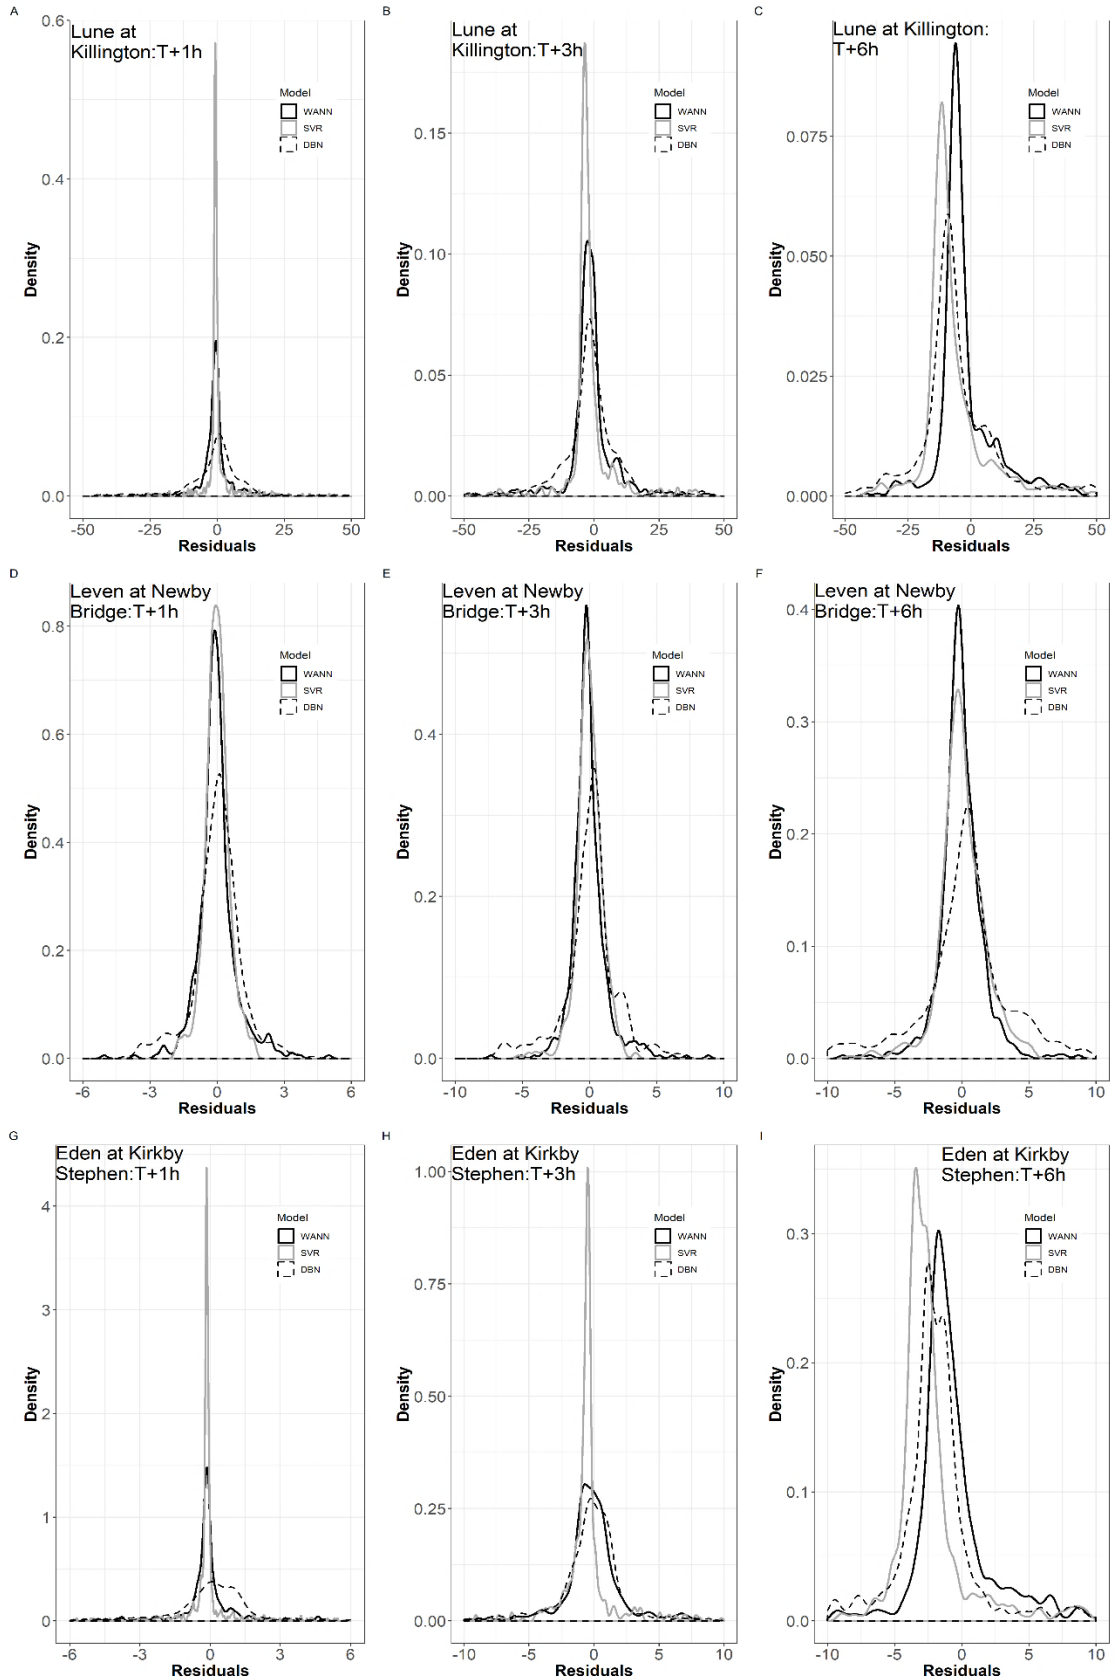 A
Lune at
Killington:T+1h
0.6
0.4
0.2
0.0
Density
Model
WANN
SVR
DBN
-50
-25
0
25
50
Residuals
B
Lune at
Killington:T+3h
0.15
0.10
0.05
0.00
Density
Model
WANN
SVR
DBN
-50
-25
0
25
50
Residuals
C
Lune at Killington:
T+6h
0.075
0.050
0.025
0.000
Density
Model
WANN
SVR
DBN
-50
-25
0
25
50
Residuals
D
Leven at Newby
Bridge:T+1h
0.8
0.6
0.4
0.2
0.0
Density
Model
WANN
SVR
DBN
-6
-3
0
3
6
Residuals
E
Leven at Newby
Bridge:T+3h
0.4
0.2
0.0
Density
Model
WANN
SVR
DBN
-10
-5
0
5
10
Residuals
F
Leven at Newby
Bridge:T+6h
0.4
0.3
0.2
0.1
0.0
Density
Model
WANN
SVR
DBN
-10
-5
0
5
10
Residuals
G
Eden at Kirkby
Stephen:T+1h
4
3
2
1
0
Density
Model
WANN
SVR
DBN
-6
-3
0
3
6
Residuals
H
Eden at Kirkby
Stephen:T+3h
1.00
0.75
0.50
0.25
0.00
Density
Model
WANN
SVR
DBN
-10
-5
0
5
10
Residuals
I
Eden at Kirkby
Stephen:T+6h
0.3
0.2
0.1
0.0
Density
Model
WANN
SVR
DBN
-10
-5
0
5
10
Residuals